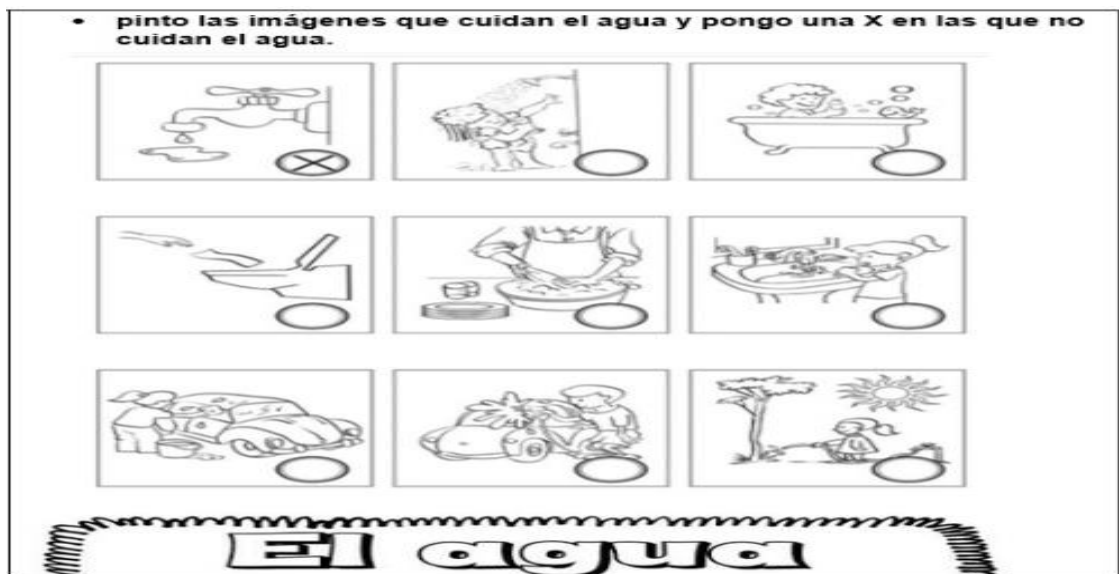 • pinto las imágenes que cuidan el agua y pongo una X en las que no
cuidan el agua.
El agua